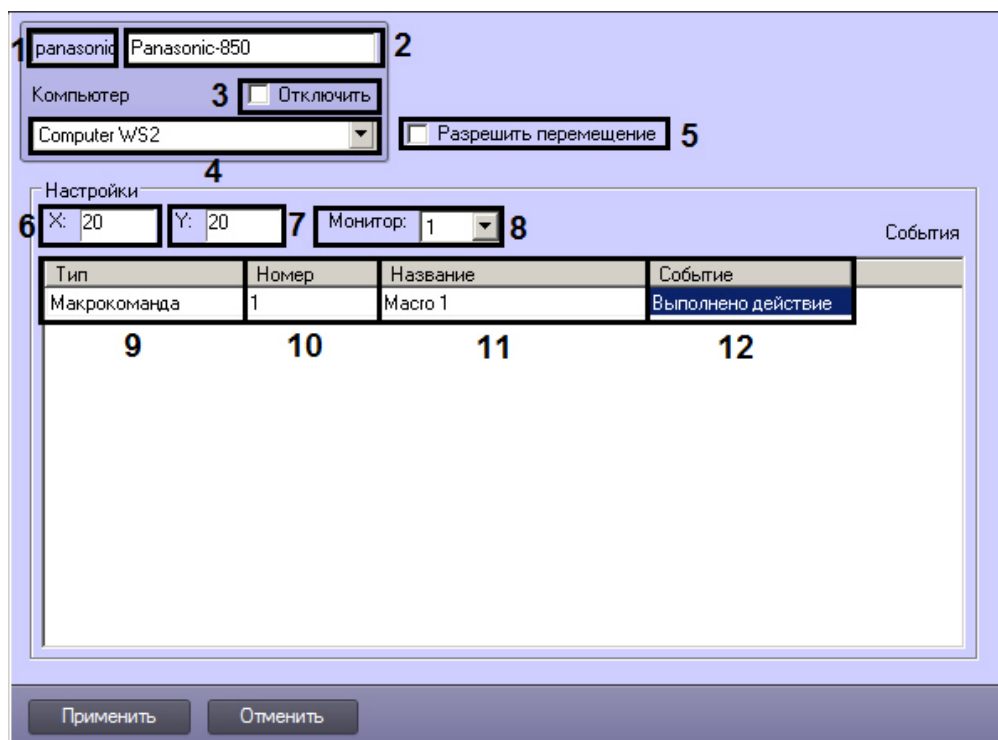 1 panasonic Panasonic-850 2
Компьютер 3 Отключить
Computer WS2 Разрешить перемещение 5
4
Настройки
6 X: 20 Y: 20 7 Монитор: 1 8 События
Тип Номер Название Событие
Макрокоманда 1 Macro 1 Выполнено действие
9 10 11 12
Применить Отменить